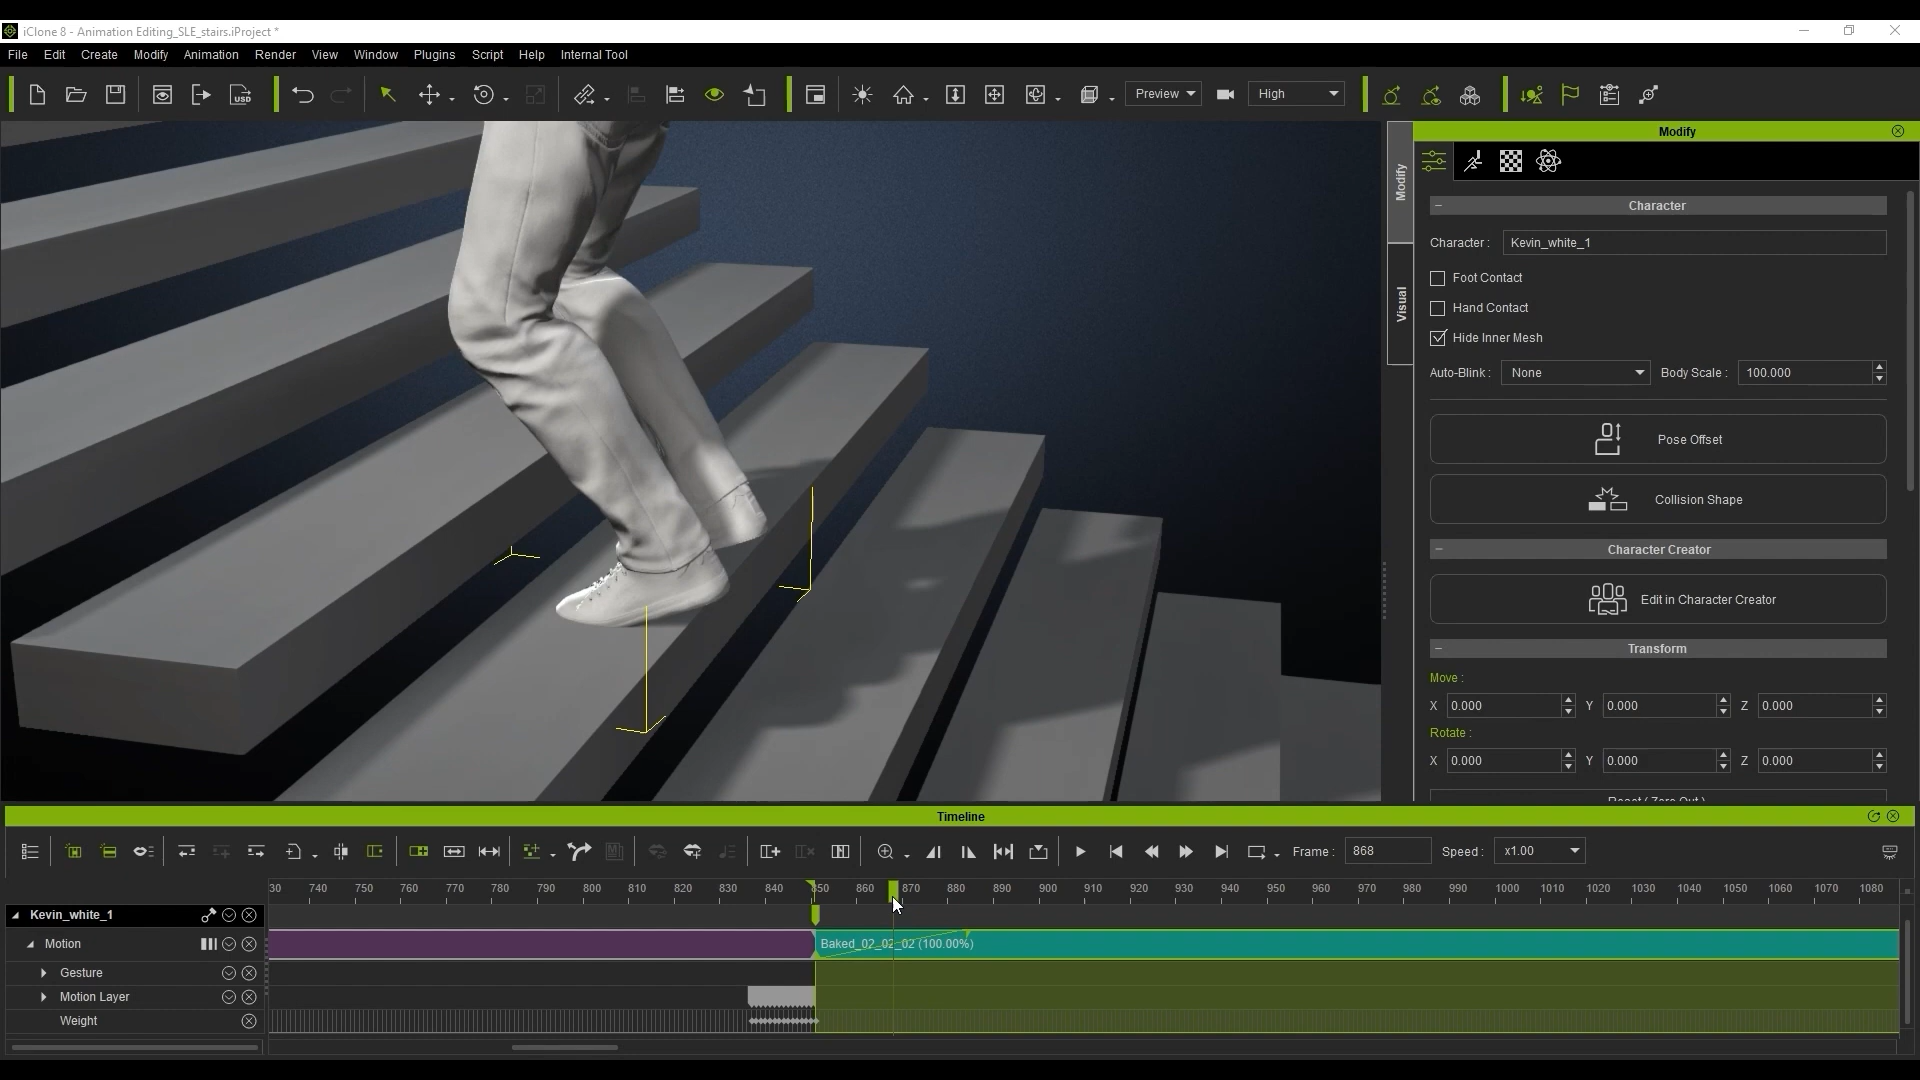 iClone 8 - Animation Editing_SLE_stairs.iProject *
File Edit Create Modify Animation Render View Window Plugins Script Help Internal Tool
USD Preview High
Modify
Modify
Visual
Character
Character : Kevin_white_1
Foot Contact
Hand Contact
Hide Inner Mesh
Auto-Blink : None Body Scale : 100.000
Pose Offset
Collision Shape
Character Creator
Edit in Character Creator
Transform
Move :
X 0.000 Y 0.000 Z 0.000
Rotate :
X 0.000 Y 0.000 Z 0.000
Reset ( Zero Out )
Timeline
Frame : 868 Speed : x1.00
30 740 750 760 770 780 790 800 810 820 830 840 850 860 870 880 890 900 910 920 930 940 950 960 970 980 990 1000 1010 1020 1030 1040 1050 1060 1070 1080
Kevin_white_1
Motion Baked_02_02_02 (100.00%)
Gesture
Motion Layer
Weight